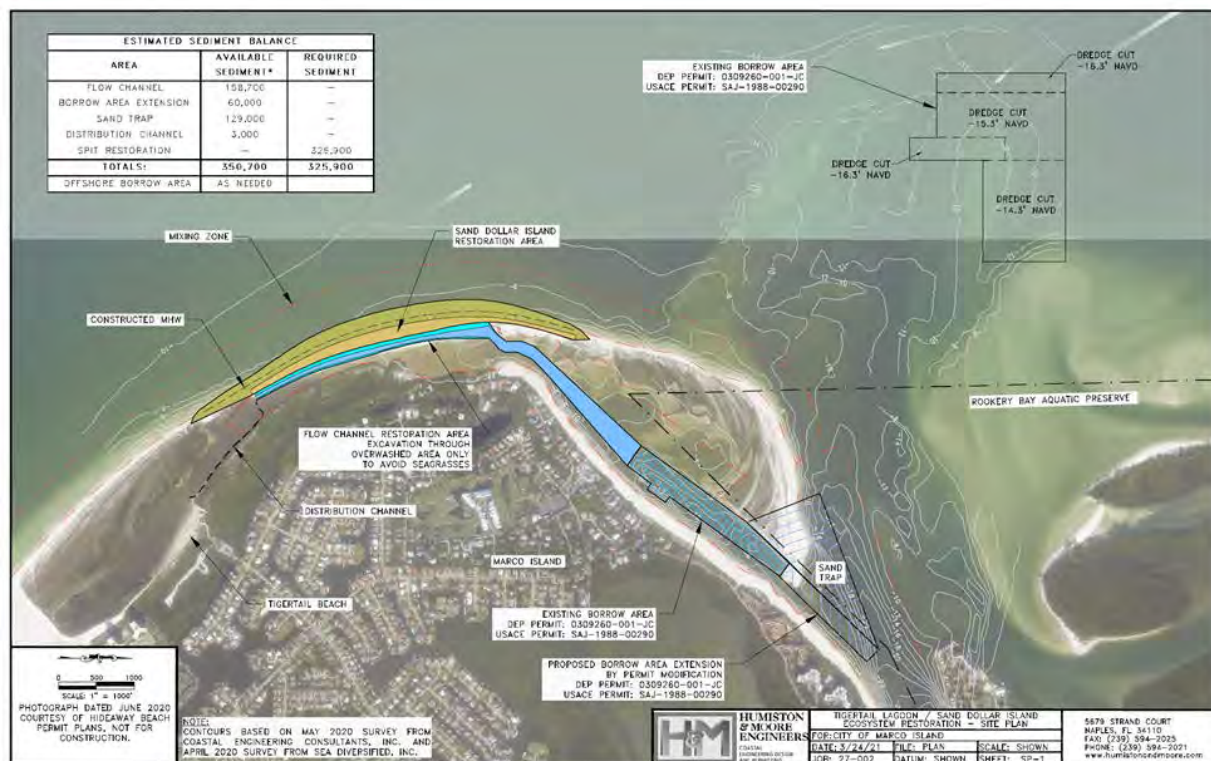 ESTIMATED SEDIMENT BALANCE
AREA AVAILABLE SEDIMENT* REQUIRED SEDIMENT
FLOW CHANNEL 158,700 —
BORROW AREA EXTENSION 60,000 —
SAND TRAP 129,000 —
DISTRIBUTION CHANNEL 3,000 —
SPIT RESTORATION — 325,900
TOTALS: 350,700 325,900
OFFSHORE BORROW AREA AS NEEDED
EXISTING BORROW AREA
DEP PERMIT: 0309260-001-JC
USACE PERMIT: SAJ-1988-00290
DREDGE CUT
-16.3' NAVD
DREDGE CUT
-15.3' NAVD
DREDGE CUT
-16.3' NAVD
DREDGE CUT
-14.3' NAVD
MIXING ZONE
SAND DOLLAR ISLAND
RESTORATION AREA
CONSTRUCTED MHW
ROOKERY BAY AQUATIC PRESERVE
FLOW CHANNEL RESTORATION AREA
EXCAVATION THROUGH
OVERWASHED AREA ONLY
TO AVOID SEAGRASSES
DISTRIBUTION CHANNEL
MARCO ISLAND
SAND
TRAP
TIGERTAIL BEACH
EXISTING BORROW AREA
DEP PERMIT: 0309260-001-JC
USACE PERMIT: SAJ-1988-00290
PROPOSED BORROW AREA EXTENSION
BY PERMIT MODIFICATION
DEP PERMIT: 0309260-001-JC
USACE PERMIT: SAJ-1988-00290
0 500 1000
SCALE: 1" = 1000'
PHOTOGRAPH DATED JUNE 2020
COURTESY OF HIDEAWAY BEACH
PERMIT PLANS, NOT FOR
CONSTRUCTION.
NOTE:
CONTOURS BASED ON MAY 2020 SURVEY FROM
COASTAL ENGINEERING CONSULTANTS, INC. AND
APRIL 2020 SURVEY FROM SEA DIVERSIFIED, INC.
H&M
HUMISTON
& MOORE
ENGINEERS
COASTAL
ENGINEERING DESIGN
AND PERMITTING
TIGERTAIL LAGOON / SAND DOLLAR ISLAND
ECOSYSTEM RESTORATION - SITE PLAN
FOR: CITY OF MARCO ISLAND
DATE: 3/24/21 FILE: PLAN SCALE: SHOWN
JOB: 27-002 DATUM: SHOWN SHEET: SP-1
5679 STRAND COURT
NAPLES, FL 34110
FAX: (239) 594-2025
PHONE: (239) 594-2021
www.humistonandmoore.com